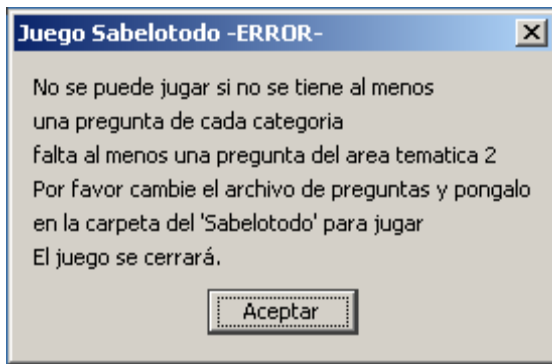 Juego Sabelotodo -ERROR-
No se puede jugar si no se tiene al menos
una pregunta de cada categoria
falta al menos una pregunta del area tematica 2
Por favor cambie el archivo de preguntas y pongalo
en la carpeta del 'Sabelotodo' para jugar
El juego se cerrará.
Aceptar